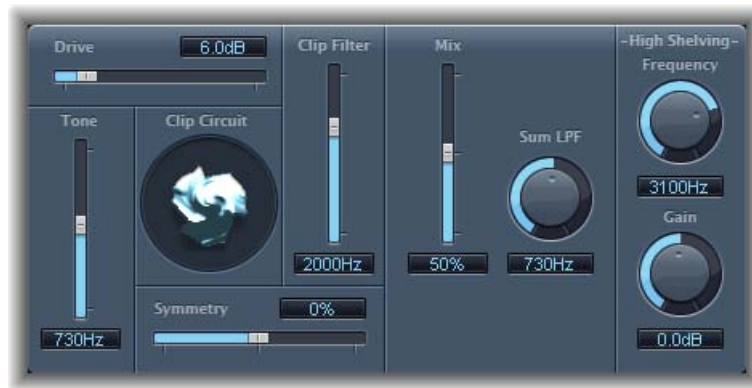 Drive
6.0dB
Clip Filter
Mix
-High Shelving-
Frequency
Tone
Clip Circuit
Sum LPF
3100Hz
Gain
2000Hz
50%
730Hz
Symmetry
0%
730Hz
0.0dB